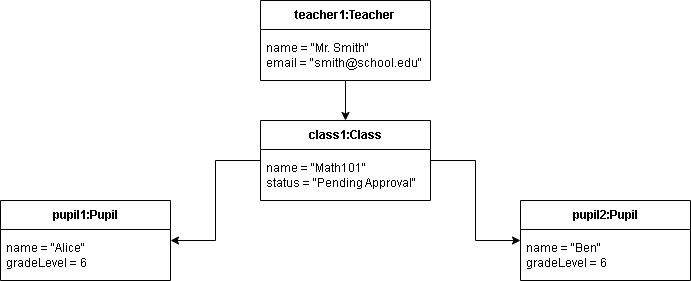 teacher1:Teacher
name = "Mr. Smith"
email = "smith@school.edu"
class1:Class
name = "Math101"
status = "Pending Approval"
pupil1:Pupil
name = "Alice"
gradeLevel = 6
pupil2:Pupil
name = "Ben"
gradeLevel = 6